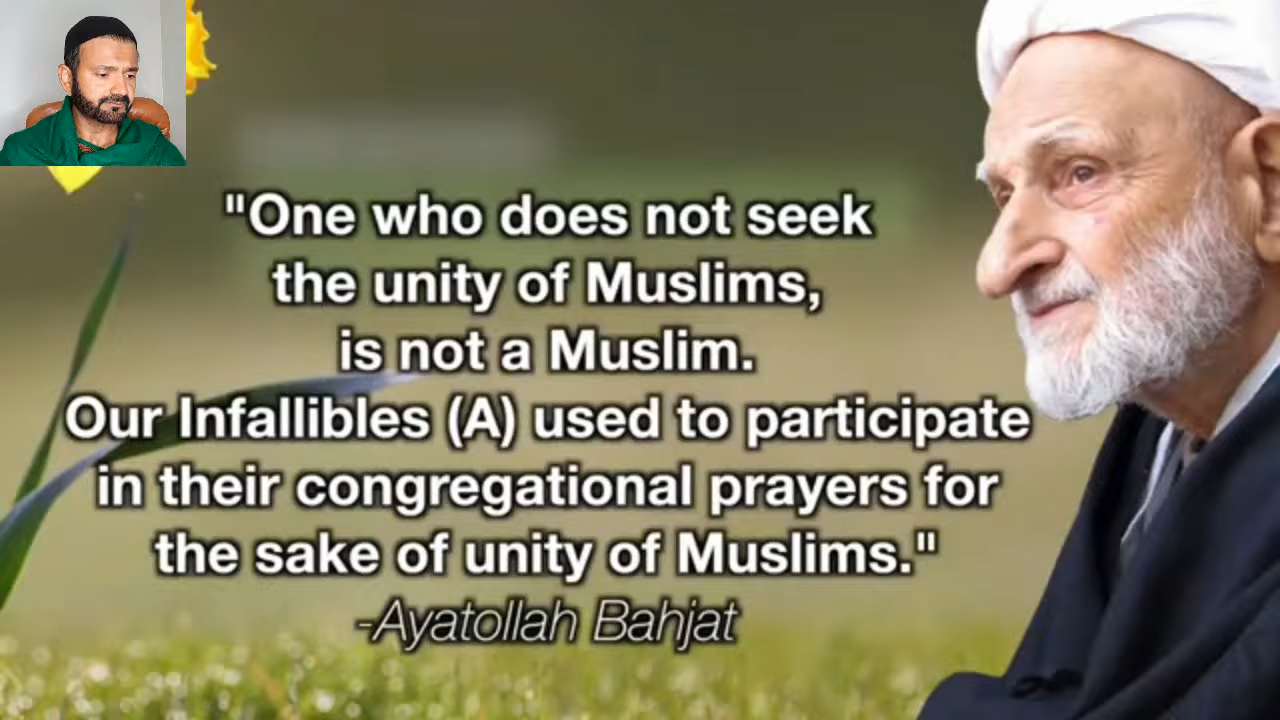 "One who does not seek
the unity of Muslims,
is not a Muslim.
Our Infallibles (A) used to participate
in their congregational prayers for
the sake of unity of Muslims."
-Ayatollah Bahjat